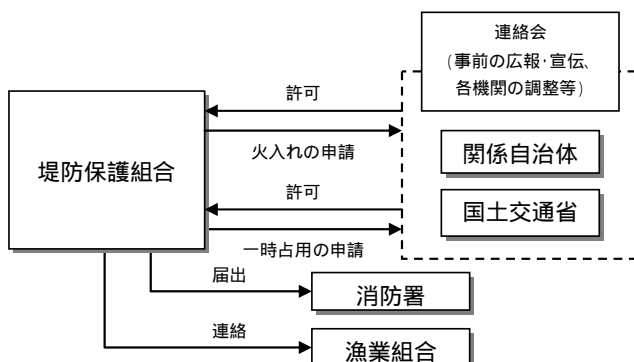 連絡会
(事前の広報･宣伝、
各機関の調整等)
許可
堤防保護組合
火入れの申請
関係自治体
許可
国土交通省
一時占用の申請
届出
消防署
連絡
漁業組合